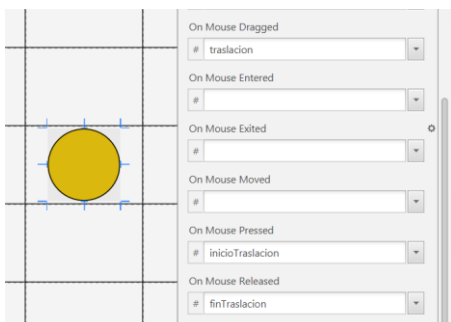 On Mouse Dragged
# traslacion
On Mouse Entered
#
On Mouse Exited
#
On Mouse Moved
#
On Mouse Pressed
# inicioTraslacion
On Mouse Released
# finTraslacion